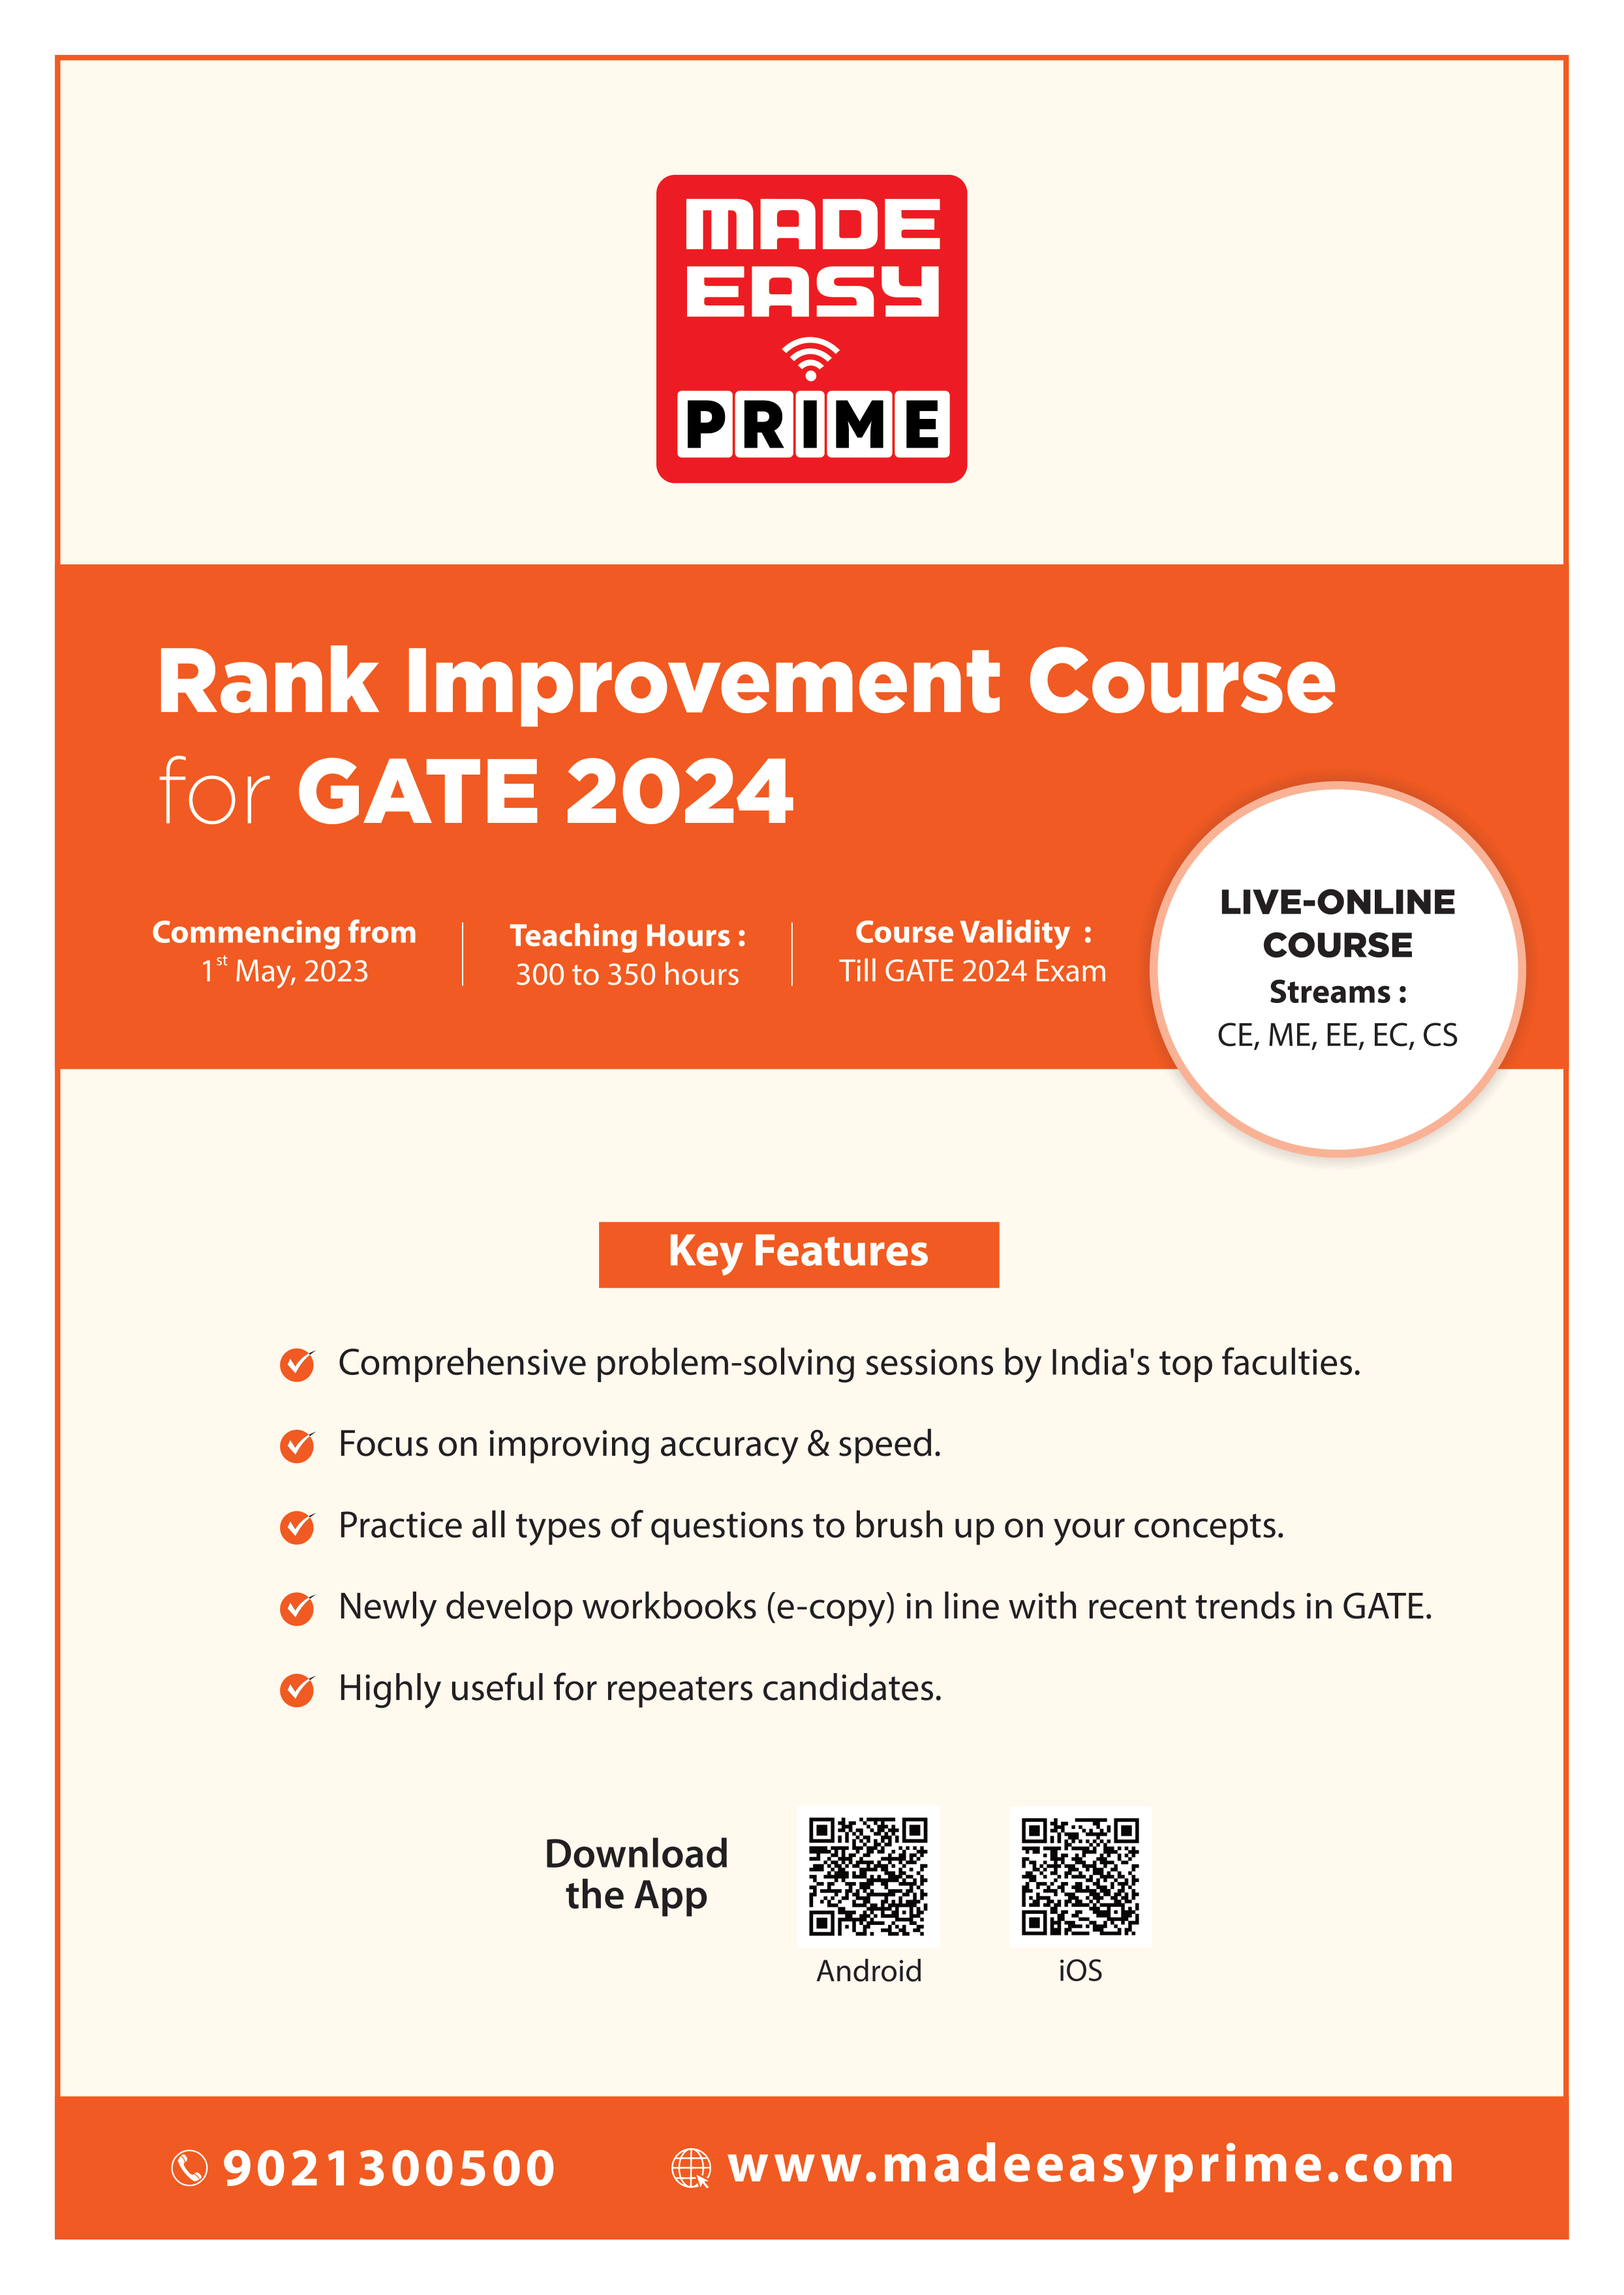 MADE
EASY
PRIME
Rank Improvement Course
for GATE 2024
Commencing from
1st May, 2023
Teaching Hours :
300 to 350 hours
Course Validity :
Till GATE 2024 Exam
LIVE-ONLINE
COURSE
Streams :
CE, ME, EE, EC, CS
Key Features
Comprehensive problem-solving sessions by India's top faculties.
Focus on improving accuracy & speed.
Practice all types of questions to brush up on your concepts.
Newly develop workbooks (e-copy) in line with recent trends in GATE.
Highly useful for repeaters candidates.
Download
the App
Android
iOS
9021300500
www.madeeasyprime.com